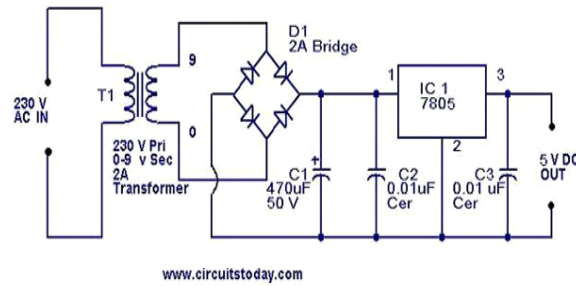 D1
2A Bridge
9
T1
230 V
AC IN
0
230 V Pri
0-9 v Sec
2A
Transformer
1
IC 1
7805
3
2
5 V DC
OUT
C1
470uF
50 V
C2
0.01uF
Cer
C3
0.01 uF
Cer
+
www.circuitstoday.com